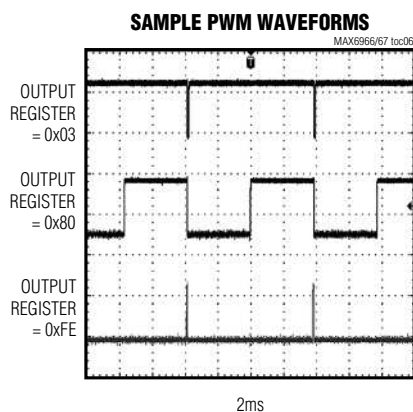 SAMPLE PWM WAVEFORMS
MAX6966/67 toc06
OUTPUT
REGISTER
= 0x03
OUTPUT
REGISTER
= 0x80
OUTPUT
REGISTER
= 0xFE
2ms